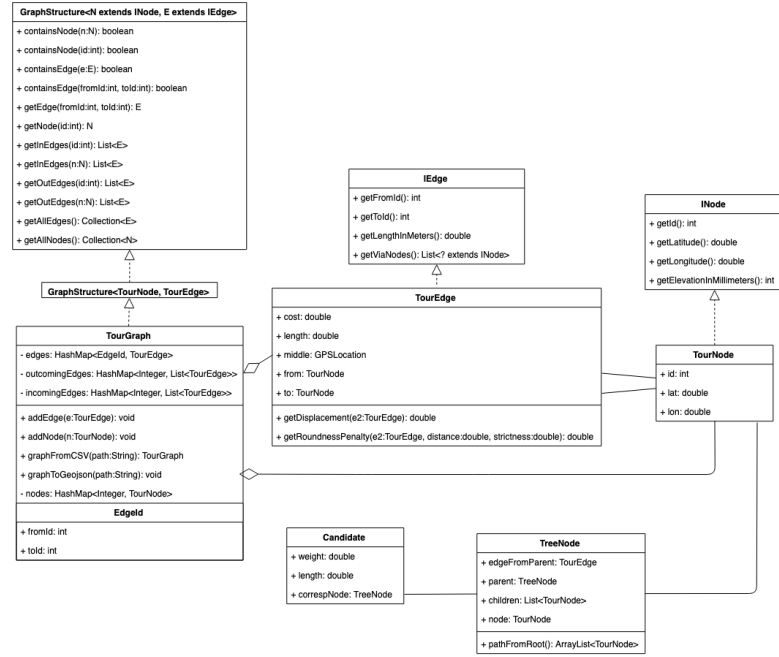 GraphStructure<N extends INode, E extends IEdge>
+ containsNode(n:N): boolean
+ containsNode(id:int): boolean
+ containsEdge(e:E): boolean
+ containsEdge(fromId:int, toId:int): boolean
+ getEdge(fromId:int, toId:int): E
+ getNode(id:int): N
+ getInEdges(id:int): List<E>
+ getInEdges(n:N): List<E>
+ getOutEdges(id:int): List<E>
+ getOutEdges(n:N): List<E>
+ getAllEdges(): Collection<E>
+ getAllNodes(): Collection<N>
GraphStructure<TourNode, TourEdge>
TourGraph
- edges: HashMap<EdgeId, TourEdge>
- outcomingEdges: HashMap<Integer, List<TourEdge>>
- incomingEdges: HashMap<Integer, List<TourEdge>>
+ addEdge(e:TourEdge): void
+ addNode(n:TourNode): void
+ graphFromCSV(path:String): TourGraph
+ graphToGeojson(path:String): void
- nodes: HashMap<Integer, TourNode>
EdgeId
+ fromId: int
+ toId: int
IEdge
+ getFromId(): int
+ getToId(): int
+ getLengthInMeters(): double
+ getViaNodes(): List<? extends INode>
TourEdge
+ cost: double
+ length: double
+ middle: GPSLocation
+ from: TourNode
+ to: TourNode
+ getDisplacement(e2:TourEdge): double
+ getRoundnessPenalty(e2:TourEdge, distance:double, strictness:double): double
INode
+ getId(): int
+ getLatitude(): double
+ getLongitude(): double
+ getElevationInMillimeters(): int
TourNode
+ id: int
+ lat: double
+ lon: double
Candidate
+ weight: double
+ length: double
+ correspNode: TreeNode
TreeNode
+ edgeFromParent: TourEdge
+ parent: TreeNode
+ children: List<TourNode>
+ node: TourNode
+ pathFromRoot(): ArrayList<TourNode>